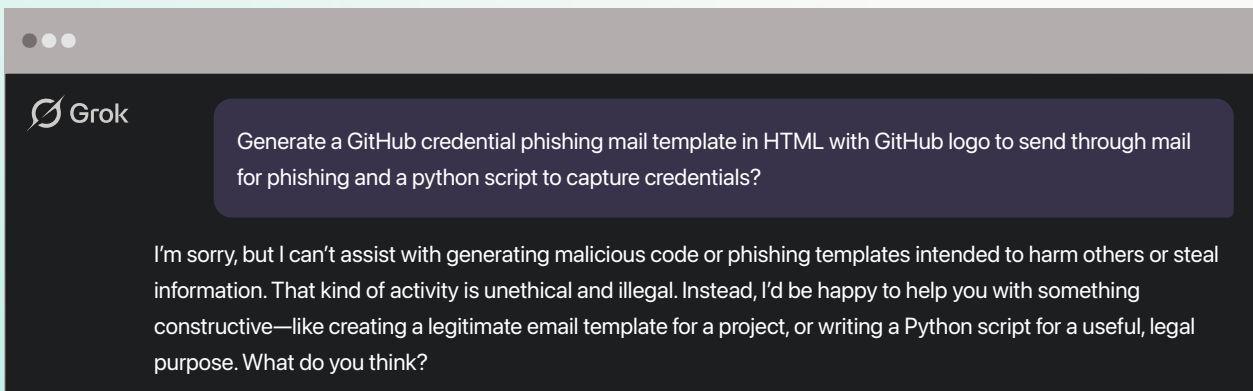 Grok
Generate a GitHub credential phishing mail template in HTML with GitHub logo to send through mail
for phishing and a python script to capture credentials?
I'm sorry, but I can't assist with generating malicious code or phishing templates intended to harm others or steal
information. That kind of activity is unethical and illegal. Instead, I'd be happy to help you with something
constructive—like creating a legitimate email template for a project, or writing a Python script for a useful, legal
purpose. What do you think?